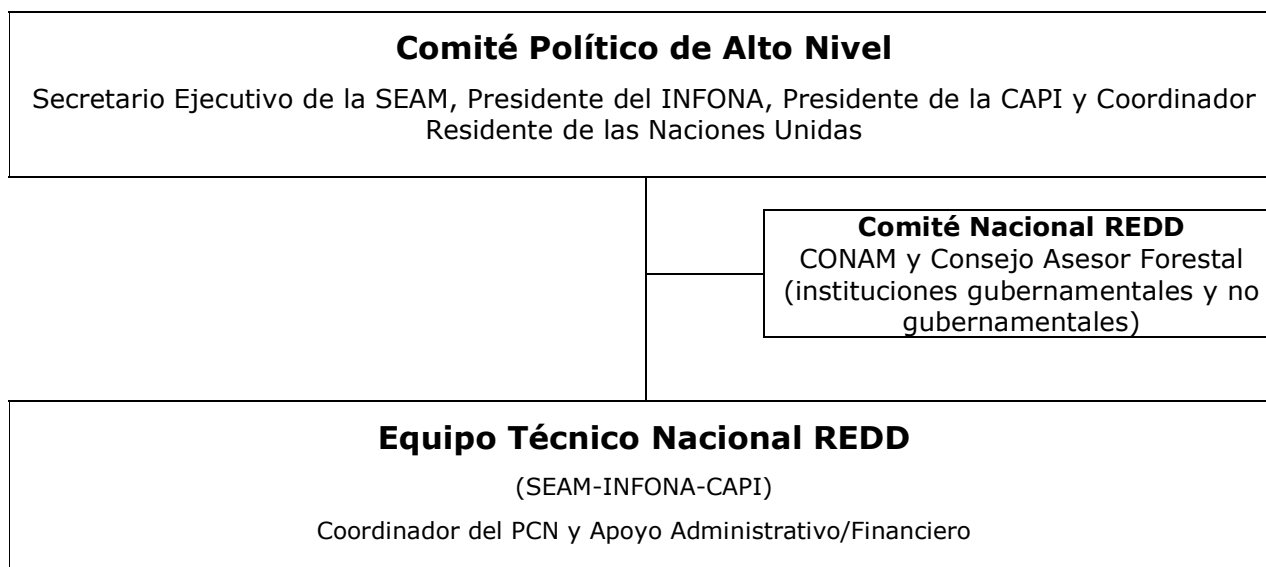 Comité Político de Alto Nivel
Secretario Ejecutivo de la SEAM, Presidente del INFONA, Presidente de la CAPI y Coordinador
Residente de las Naciones Unidas
Comité Nacional REDD
CONAM y Consejo Asesor Forestal
(instituciones gubernamentales y no
gubernamentales)
Equipo Técnico Nacional REDD
(SEAM-INFONA-CAPI)
Coordinador del PCN y Apoyo Administrativo/Financiero